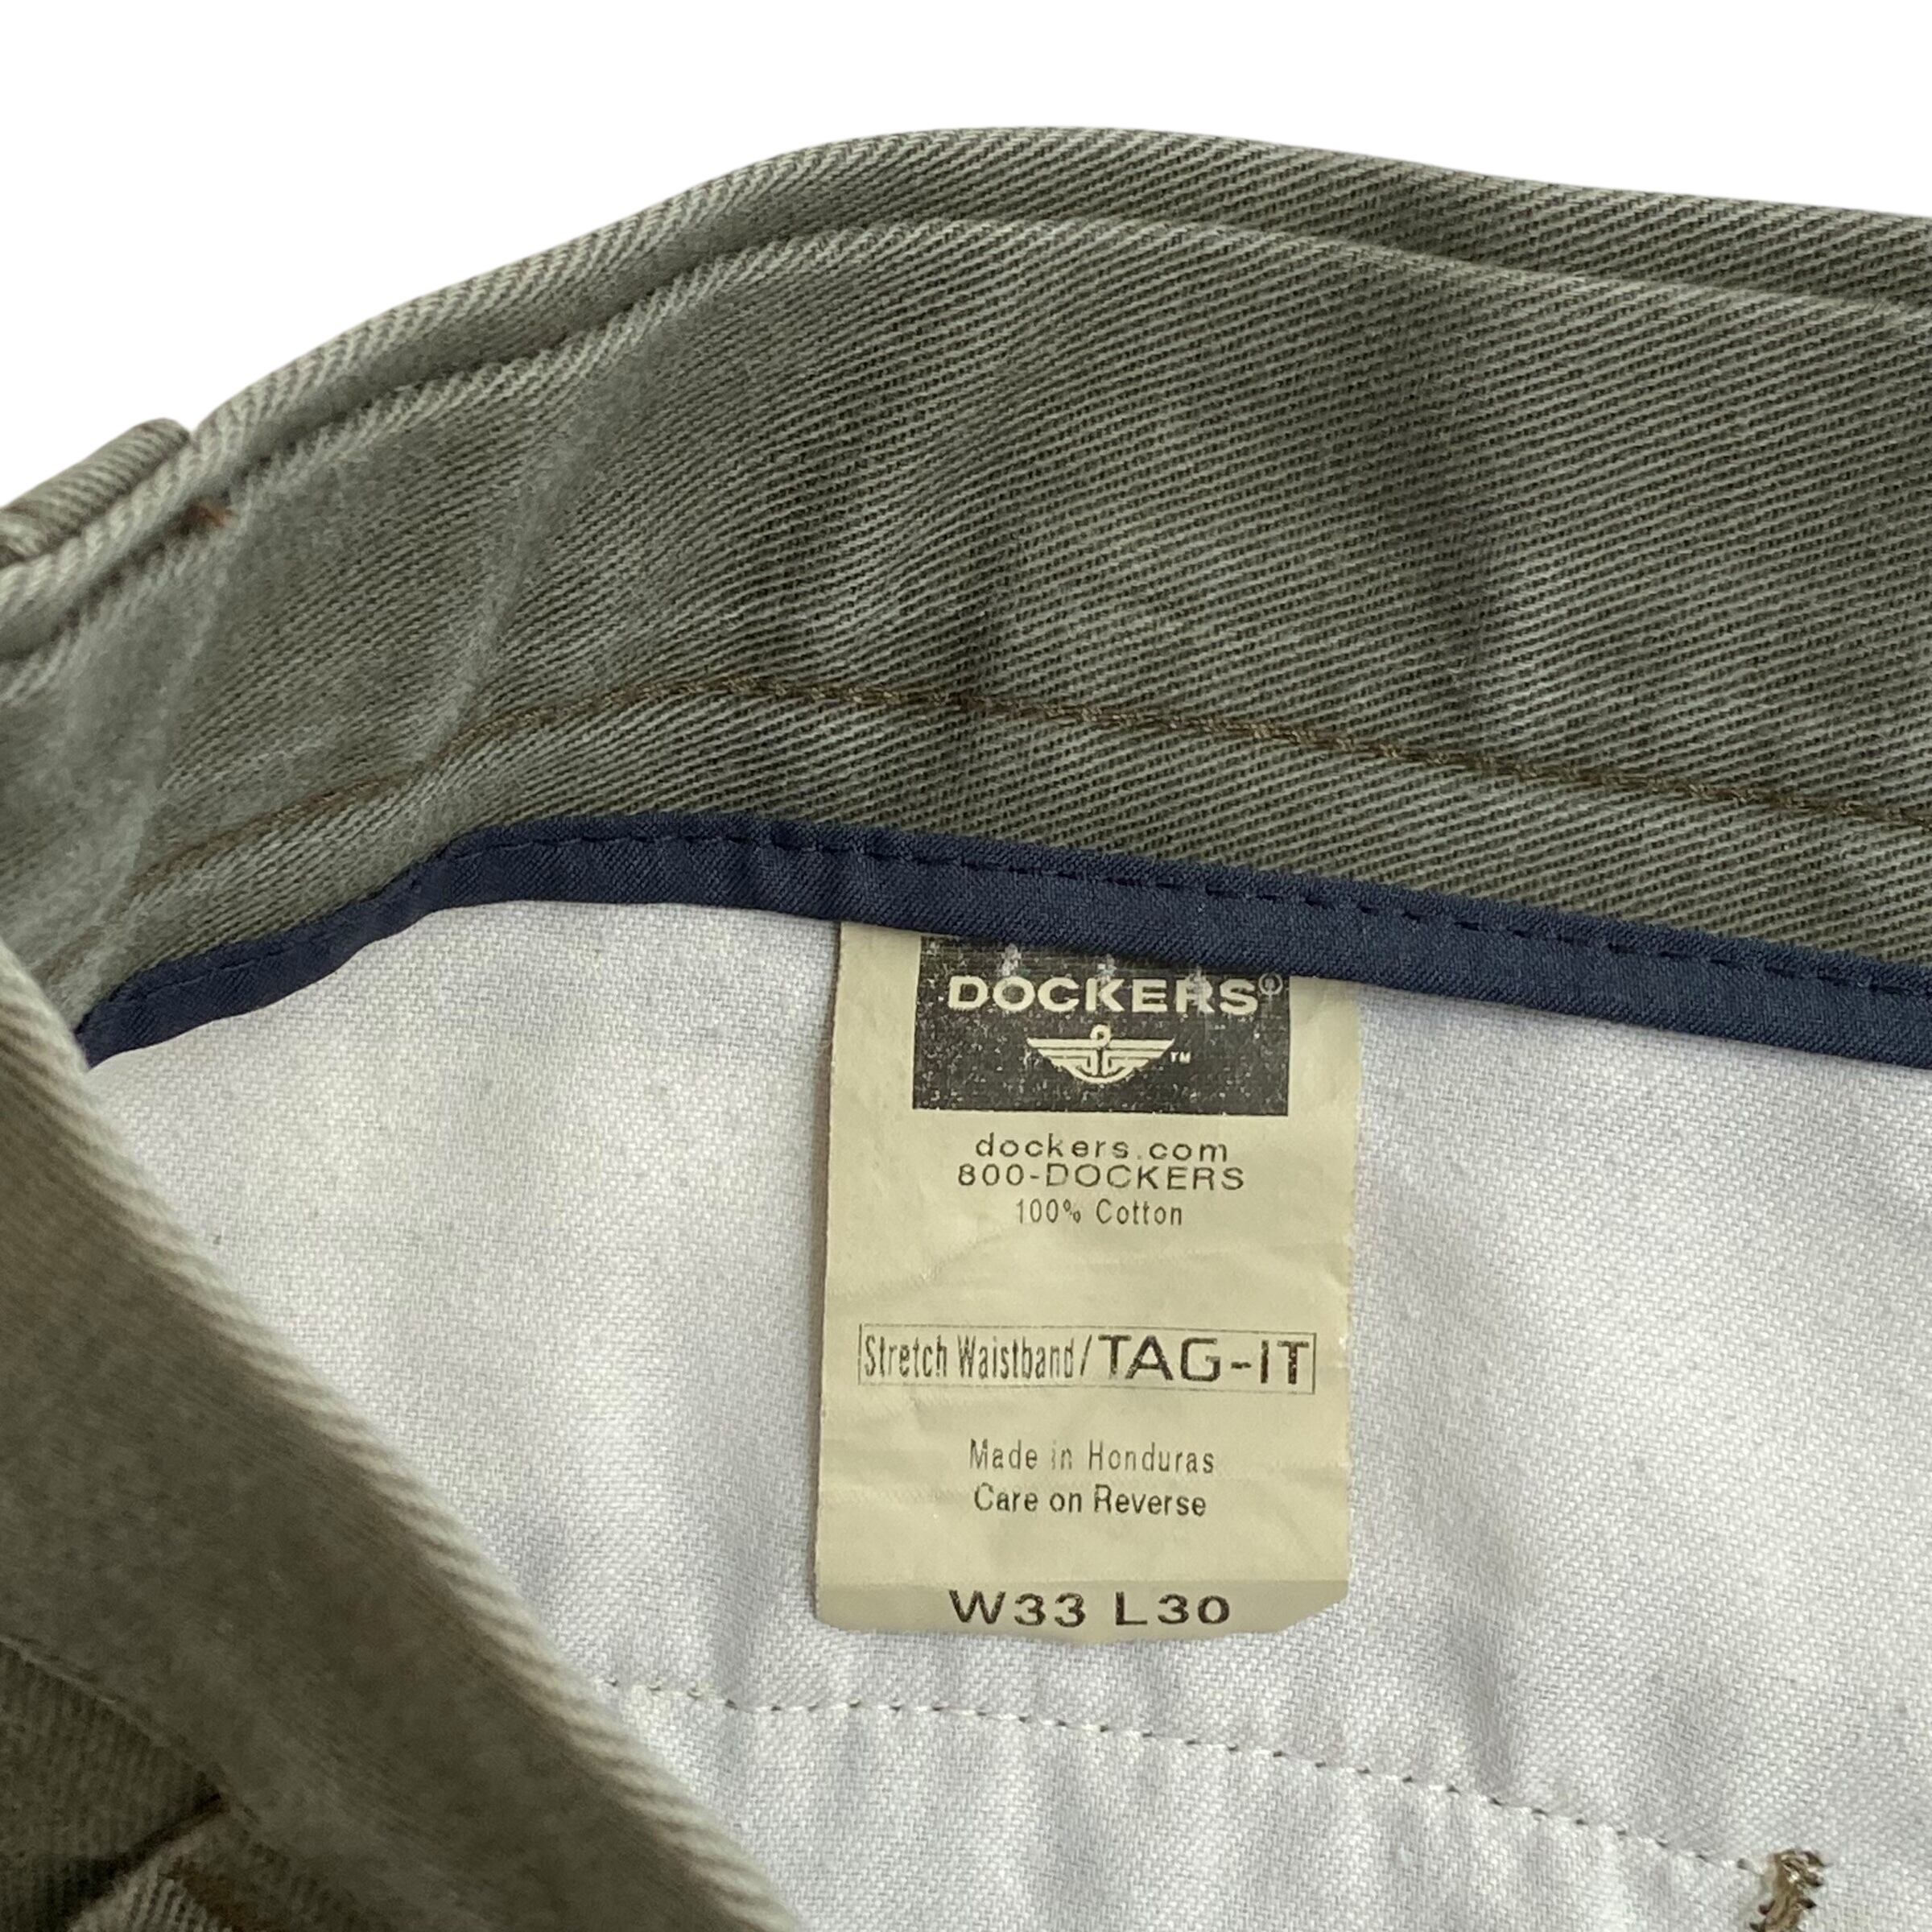 DOCKERS®
™
dockers.com
800-DOCKERS
100% Cotton
Stretch Waistband/TAG-IT
Made in Honduras
Care on Reverse
W33 L30